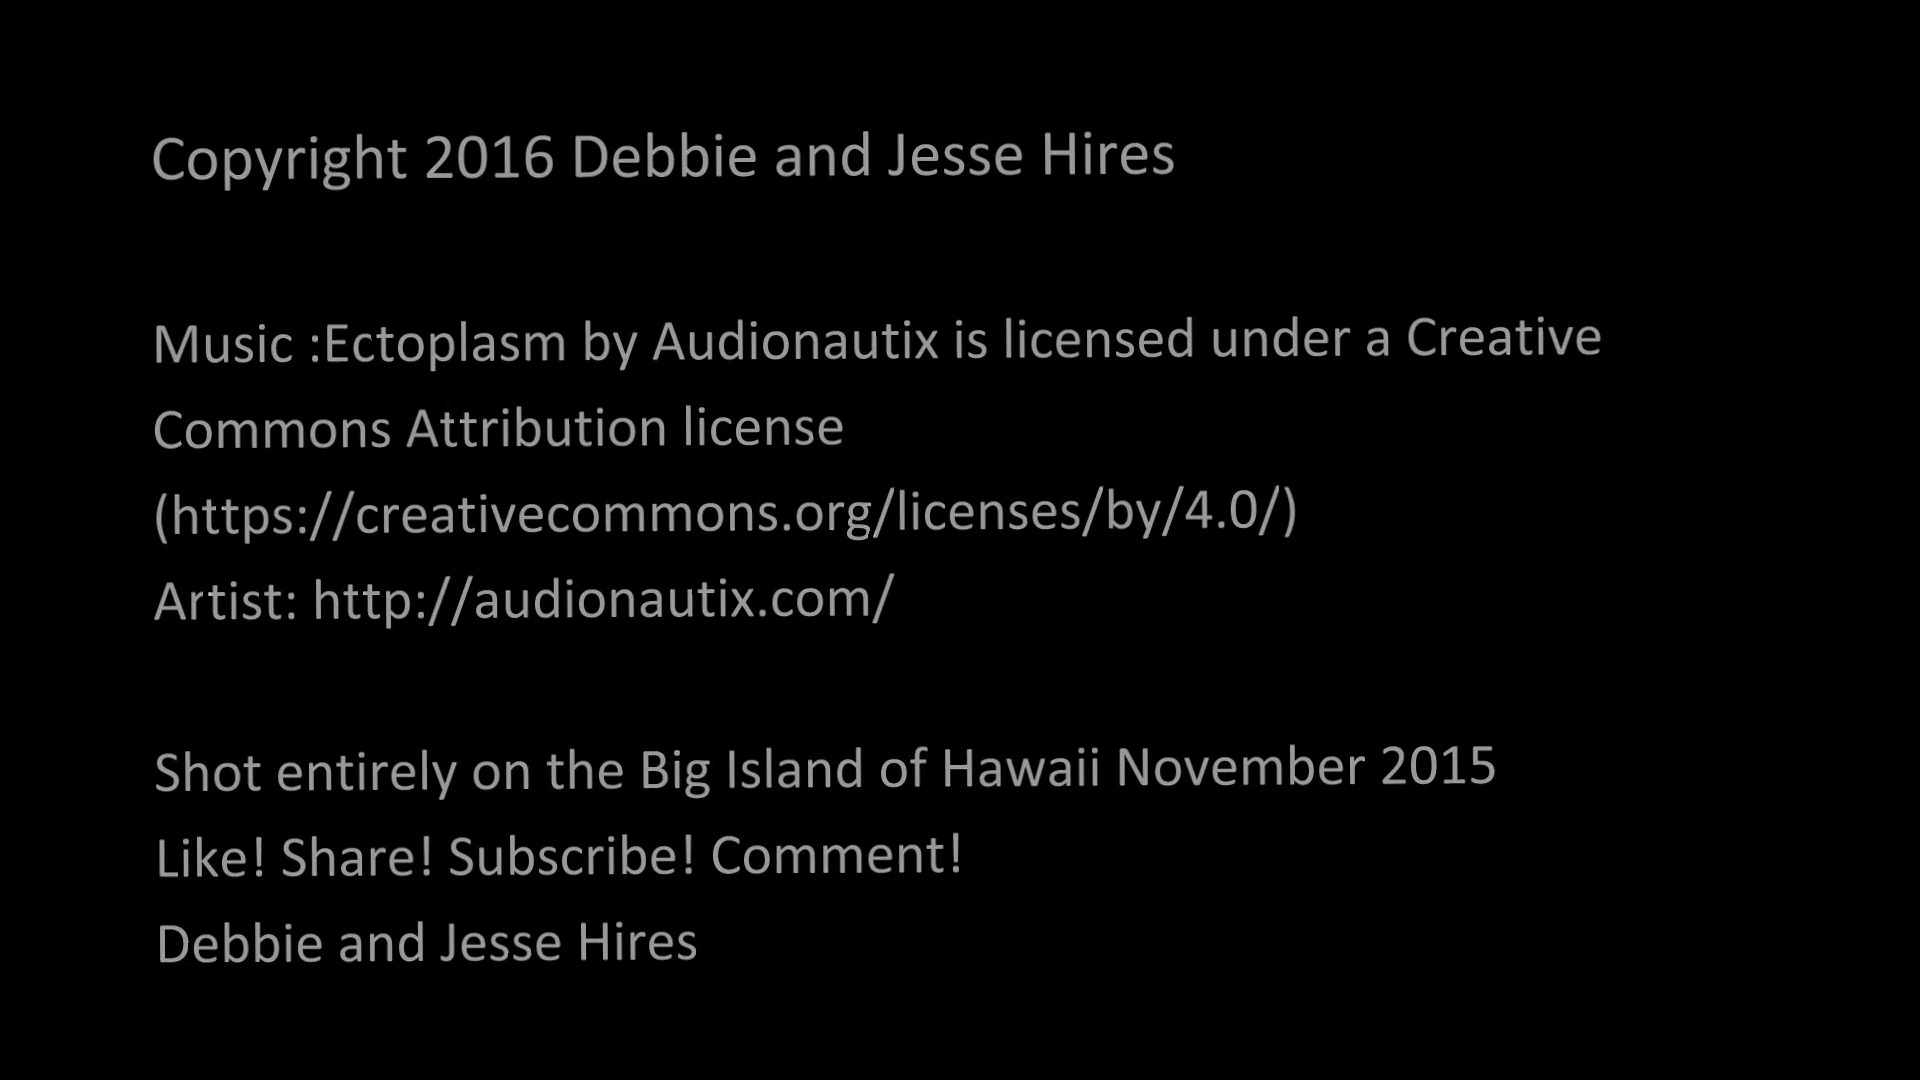 Copyright 2016 Debbie and Jesse Hires
Music :Ectoplasm by Audionautix is licensed under a Creative
Commons Attribution license
(https://creativecommons.org/licenses/by/4.0/)
Artist: http://audionautix.com/
Shot entirely on the Big Island of Hawaii November 2015
Like! Share! Subscribe! Comment!
Debbie and Jesse Hires